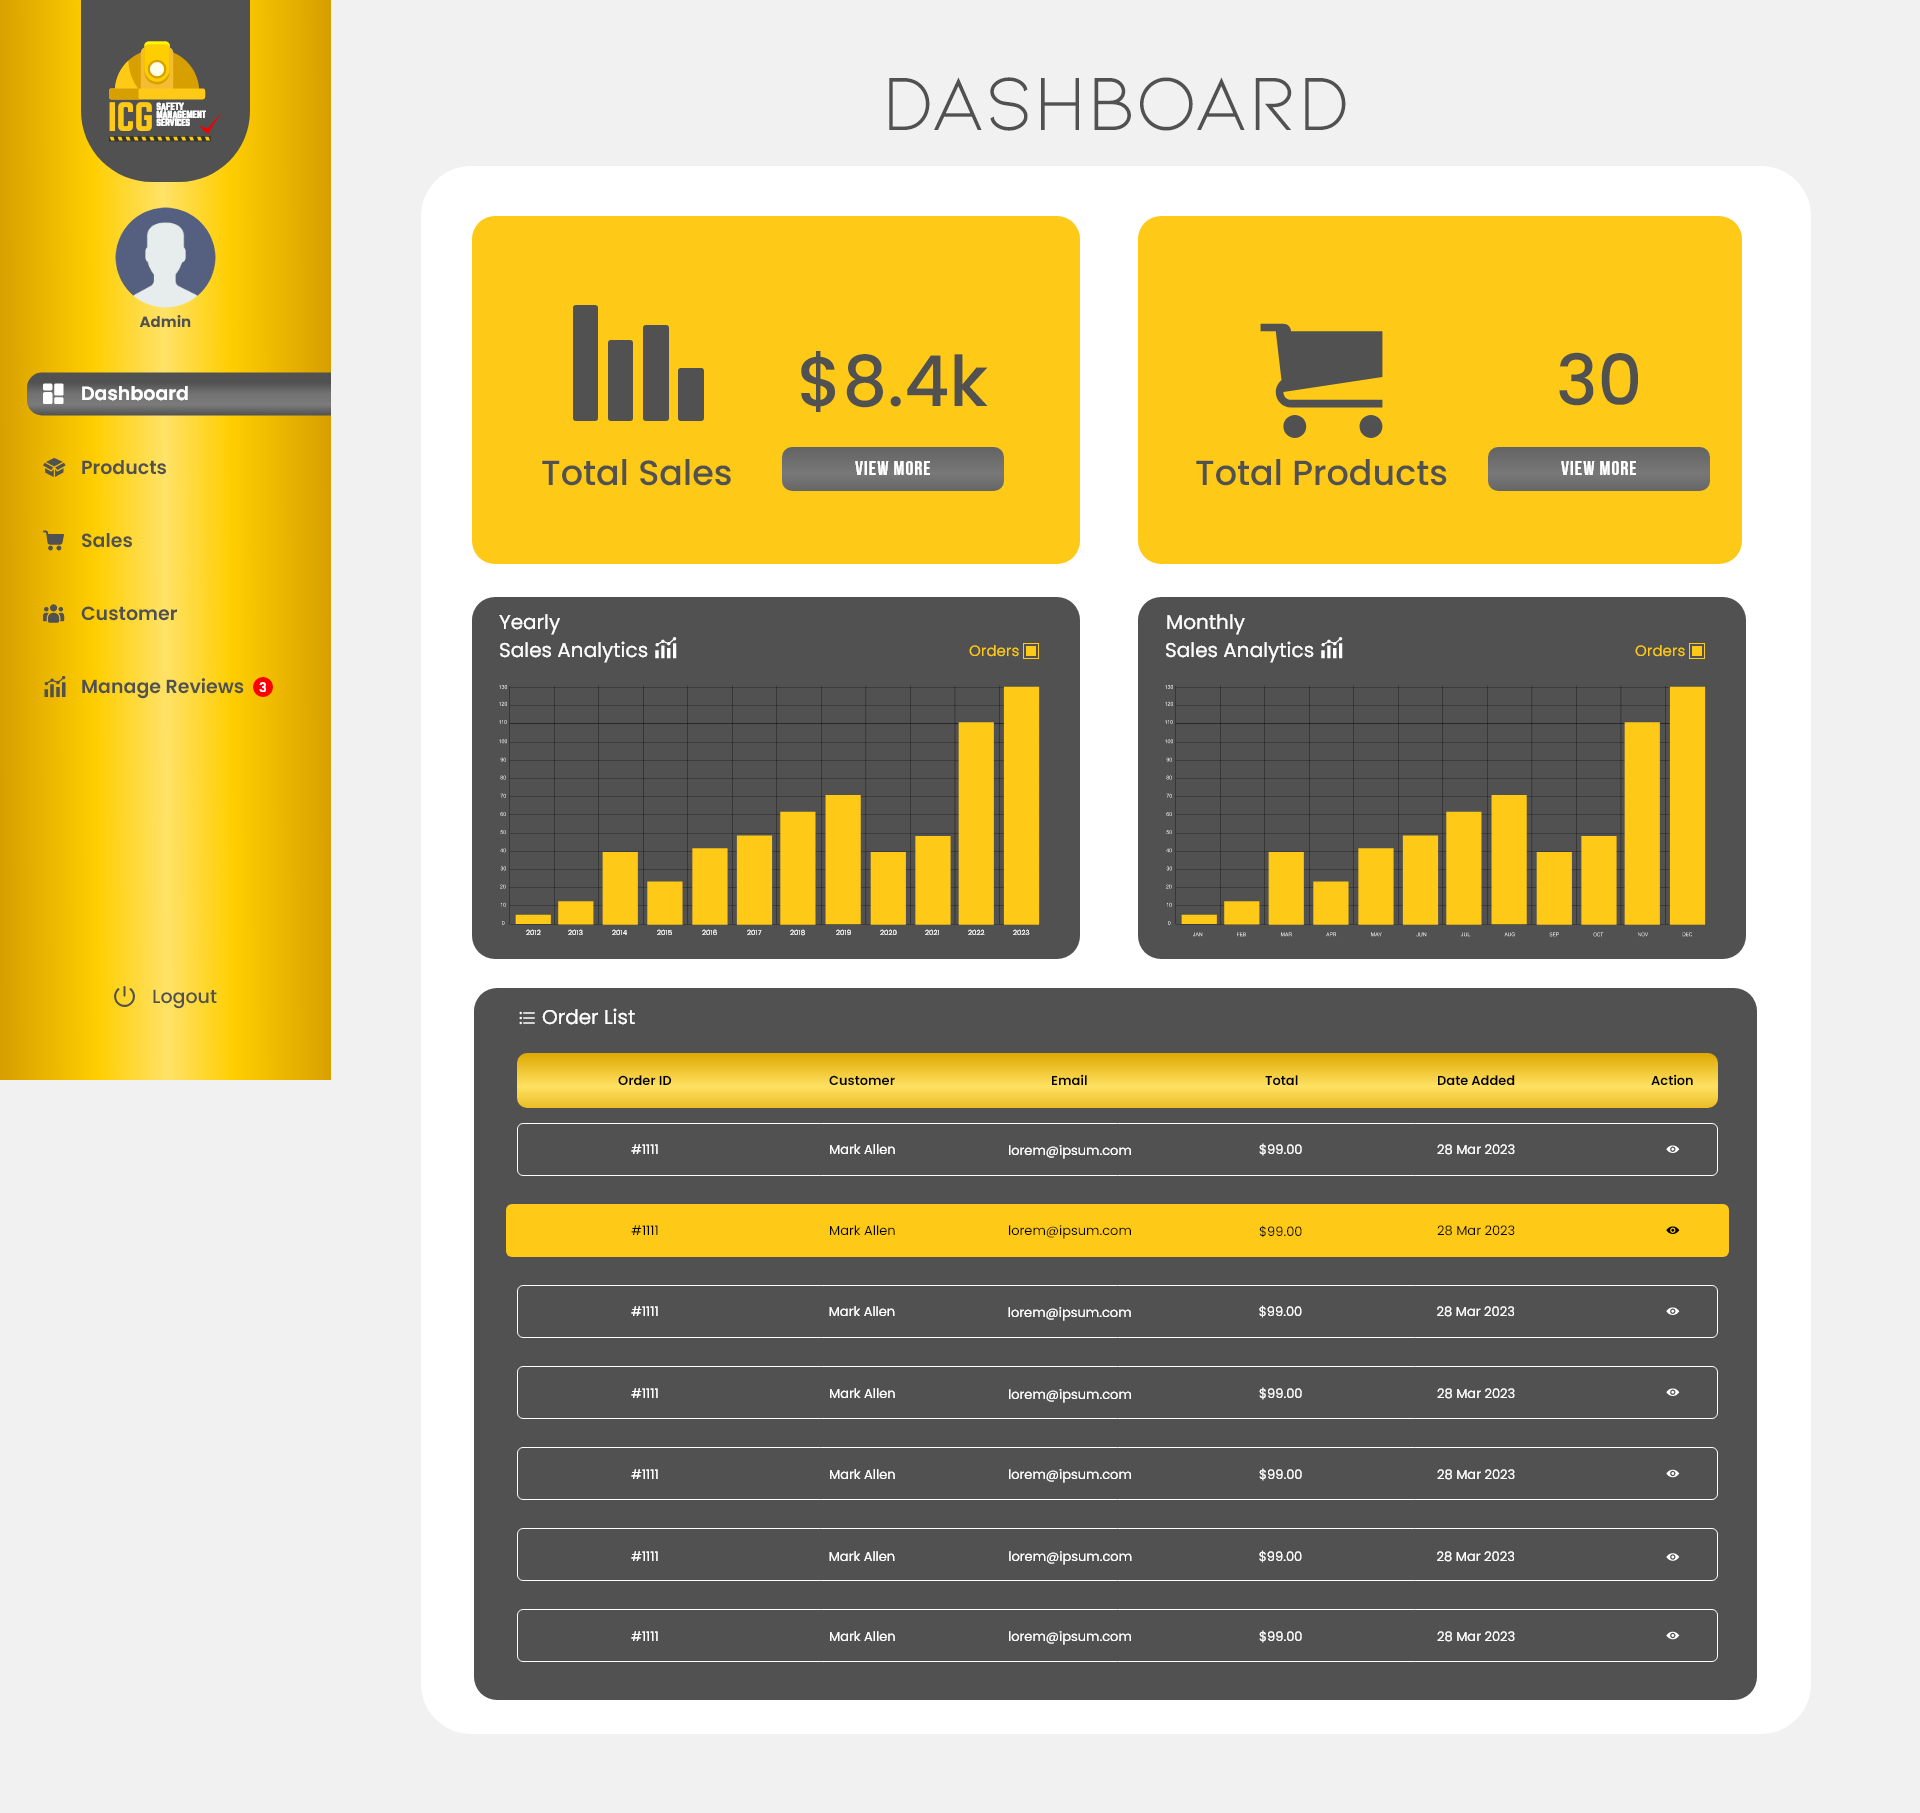 ICG SAFETY
MANAGEMENT
SERVICES
Admin
Dashboard
Products
Sales
Customer
Manage Reviews 3
Logout
DASHBOARD
$8.4k
Total Sales
VIEW MORE
30
Total Products
VIEW MORE
Yearly
Sales Analytics
Orders
130
120
110
100
90
80
70
60
50
40
30
20
10
0
2012 2013 2014 2015 2016 2017 2018 2019 2020 2021 2022 2023
Monthly
Sales Analytics
Orders
130
120
110
100
90
80
70
60
50
40
30
20
10
0
JAN FEB MAR APR MAY JUN JUL AUG SEP OCT NOV DEC
Order List
Order ID Customer Email Total Date Added Action
#1111 Mark Allen lorem@ipsum.com $99.00 28 Mar 2023
#1111 Mark Allen lorem@ipsum.com $99.00 28 Mar 2023
#1111 Mark Allen lorem@ipsum.com $99.00 28 Mar 2023
#1111 Mark Allen lorem@ipsum.com $99.00 28 Mar 2023
#1111 Mark Allen lorem@ipsum.com $99.00 28 Mar 2023
#1111 Mark Allen lorem@ipsum.com $99.00 28 Mar 2023
#1111 Mark Allen lorem@ipsum.com $99.00 28 Mar 2023